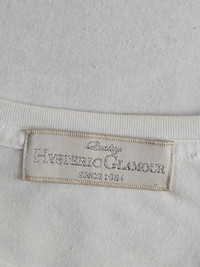 Quality
HYSTERIC GLAMOUR
SINCE 1984